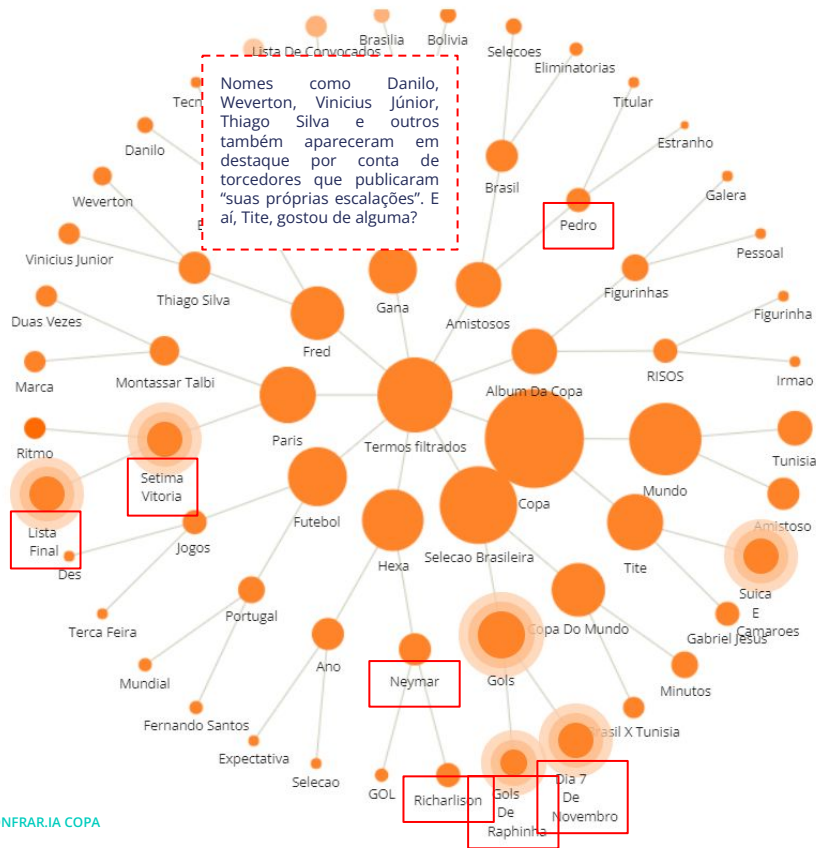 Brasilia
Bolivia
Lista De Convocados
Selecoes
Eliminatorias
Titular
Estranho
Danilo
Nomes como Danilo,
Weverton, Vinicius Júnior,
Thiago Silva e outros
também apareceram em
destaque por conta de
torcedores que publicaram
“suas próprias escalações”. E
aí, Tite, gostou de alguma?
Brasil
Galera
Weverton
Pedro
Pessoal
Vinicius Junior
Thiago Silva
Gana
Amistosos
Figurinhas
Figurinha
Duas Vezes
Fred
Marca
Montassar Talbi
Album Da Copa
RISOS
Irmao
Ritmo
Paris
Termos filtrados
Tunisia
Setima
Vitoria
Copa
Mundo
Amistoso
Lista
Final
Futebol
Selecao Brasileira
Des
Jogos
Hexa
Tite
Suica
E
Camaroes
Terca Feira
Portugal
Copa Do Mundo
Gabriel Jesus
Mundial
Ano
Neymar
Gols
Minutos
Fernando Santos
Brasil X Tunisia
Expectativa
Selecao
GOL
Richarlison
Gols
De
Raphinha
Dia 7
De
Novembro
NFRAR.IA COPA